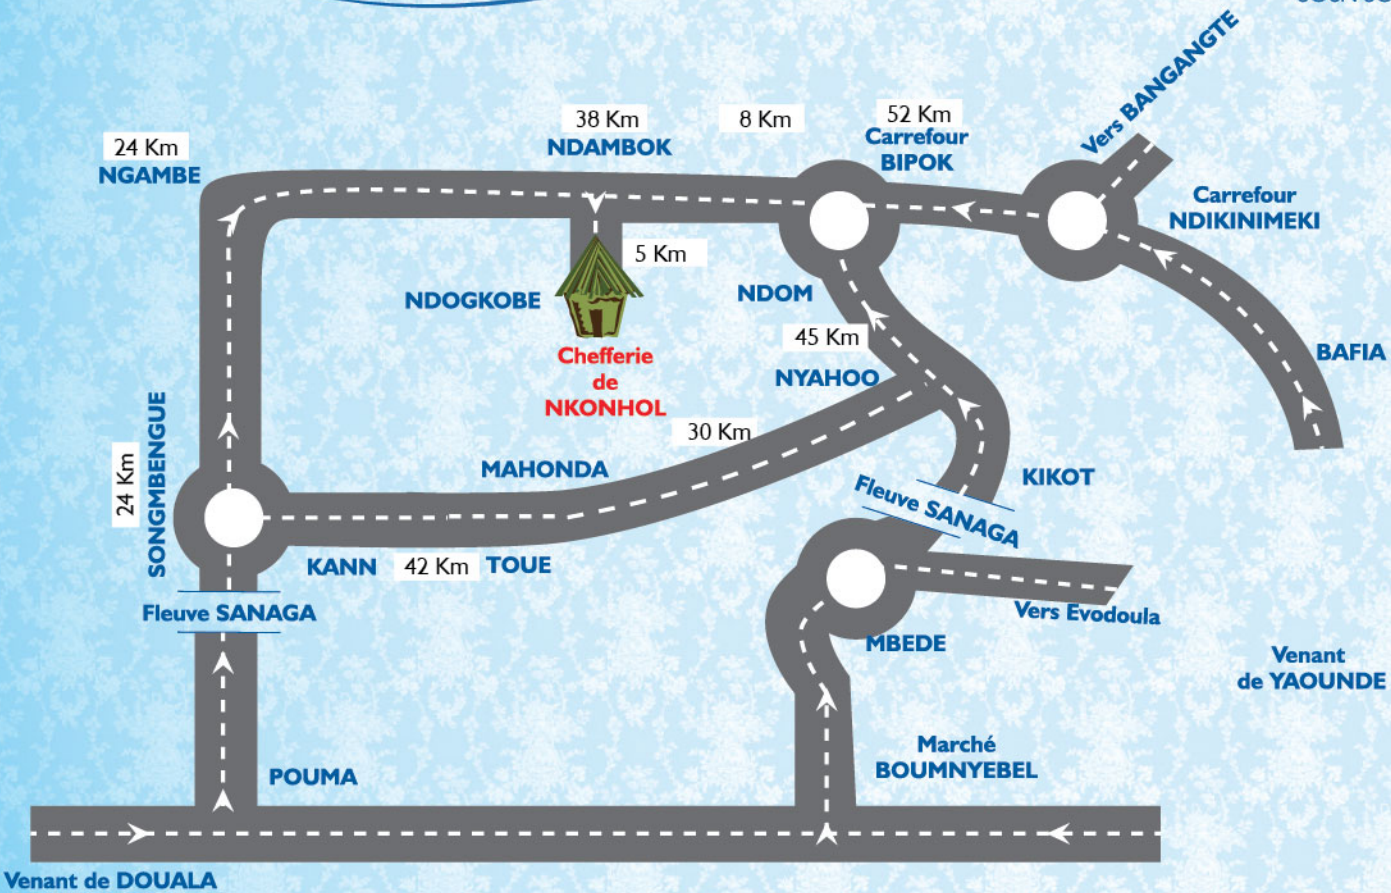 Vers BANGANGTE
38 Km
NDAMBOK
8 Km
52 Km
Carrefour
BIPOK
24 Km
NGAMBE
Carrefour
NDIKINIMEKI
5 Km
NDOGKOBE
NDOM
45 Km
NYAHOO
BAFIA
Chefferie
de
NKONHOL
30 Km
MAHONDA
24 Km
SONGMBENGUE
KIKOT
Fleuve SANAGA
KANN
42 Km
TOUE
Fleuve SANAGA
Vers Evodoula
MBEDE
Venant
de YAOUNDE
Marché
BOUMNYEBEL
POUMA
Venant de DOUALA